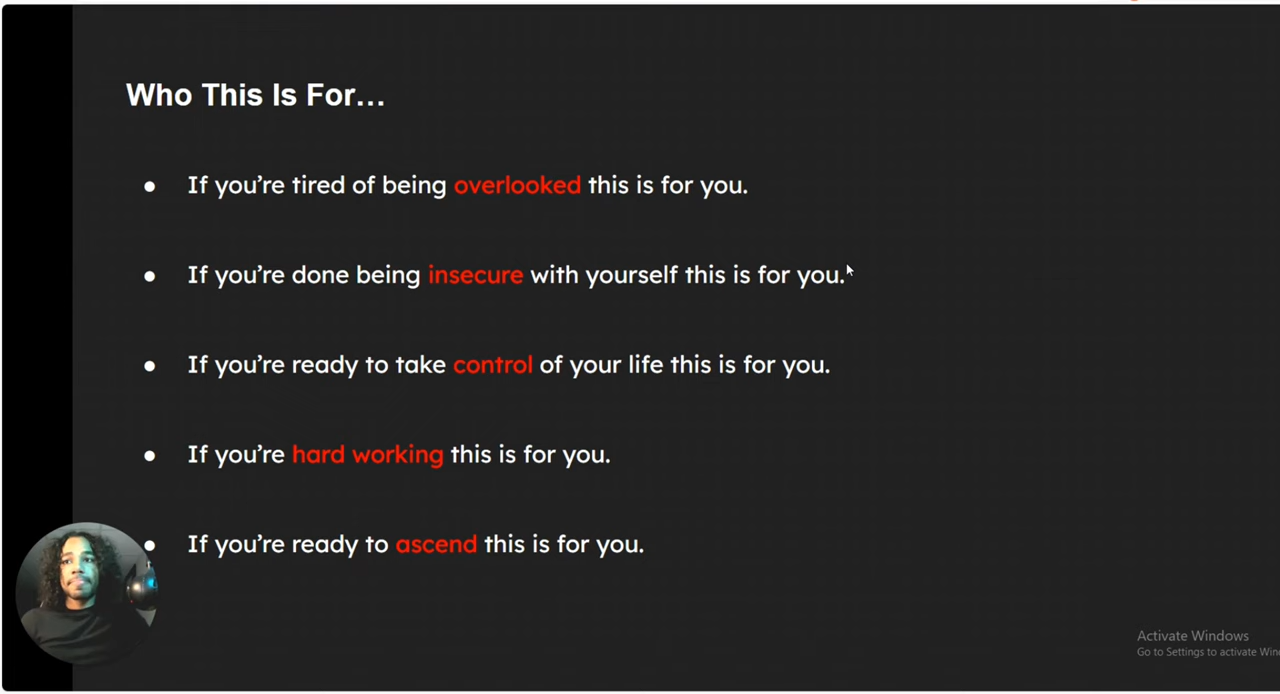 Who This Is For...
If you’re tired of being overlooked this is for you.
If you’re done being insecure with yourself this is for you.
If you’re ready to take control of your life this is for you.
If you’re hard working this is for you.
If you’re ready to ascend this is for you.
Activate Windows
Go to Settings to activate